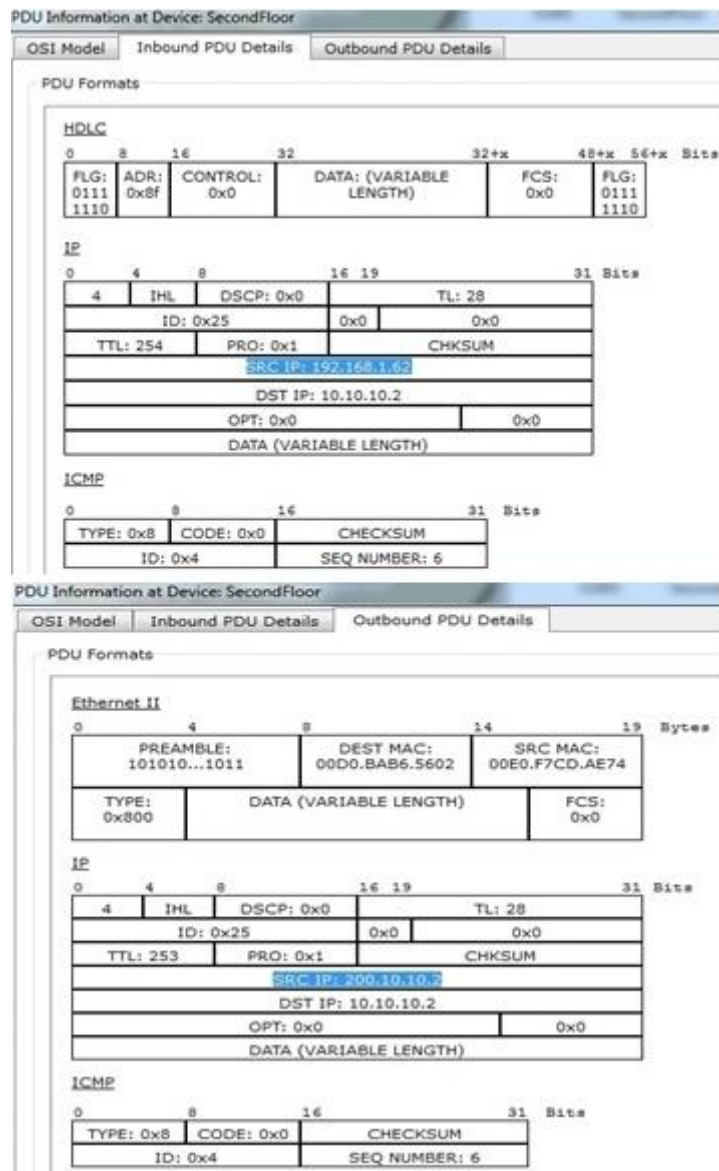 PDU Information at Device: SecondFloor
OSI Model Inbound PDU Details Outbound PDU Details
PDU Formats
HDLC
0 8 16 32 32+x 48+x 56+x Bits
FLG: 0111 1110 ADR: 0x8f CONTROL: 0x0 DATA: (VARIABLE LENGTH) FCS: 0x0 FLG: 0111 1110
IP
0 4 8 16 19 31 Bits
4 IHL DSCP: 0x0 TL: 28
ID: 0x25 0x0 0x0
TTL: 254 PRO: 0x1 CHKSUM
SRC IP: 192.168.1.62
DST IP: 10.10.10.2
OPT: 0x0 0x0
DATA (VARIABLE LENGTH)
ICMP
0 8 16 31 Bits
TYPE: 0x8 CODE: 0x0 CHECKSUM
ID: 0x4 SEQ NUMBER: 6
PDU Information at Device: SecondFloor
OSI Model Inbound PDU Details Outbound PDU Details
PDU Formats
Ethernet II
0 4 8 14 19 Bytes
PREAMBLE: 101010...1011 DEST MAC: 00D0.BAB6.5602 SRC MAC: 00E0.F7CD.AE74
TYPE: 0x800 DATA (VARIABLE LENGTH) FCS: 0x0
IP
0 4 8 16 19 31 Bits
4 IHL DSCP: 0x0 TL: 28
ID: 0x25 0x0 0x0
TTL: 253 PRO: 0x1 CHKSUM
SRC IP: 200.10.10.2
DST IP: 10.10.10.2
OPT: 0x0 0x0
DATA (VARIABLE LENGTH)
ICMP
0 8 16 31 Bits
TYPE: 0x8 CODE: 0x0 CHECKSUM
ID: 0x4 SEQ NUMBER: 6